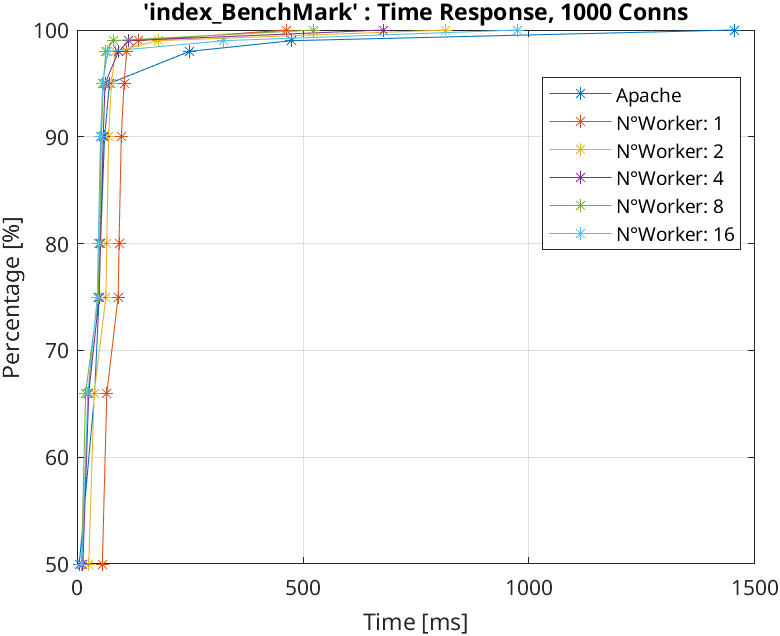 'index_BenchMark' : Time Response, 1000 Conns
100
90
80
70
60
50
Percentage [%]
Apache
N°Worker: 1
N°Worker: 2
N°Worker: 4
N°Worker: 8
N°Worker: 16
0
500
1000
1500
Time [ms]